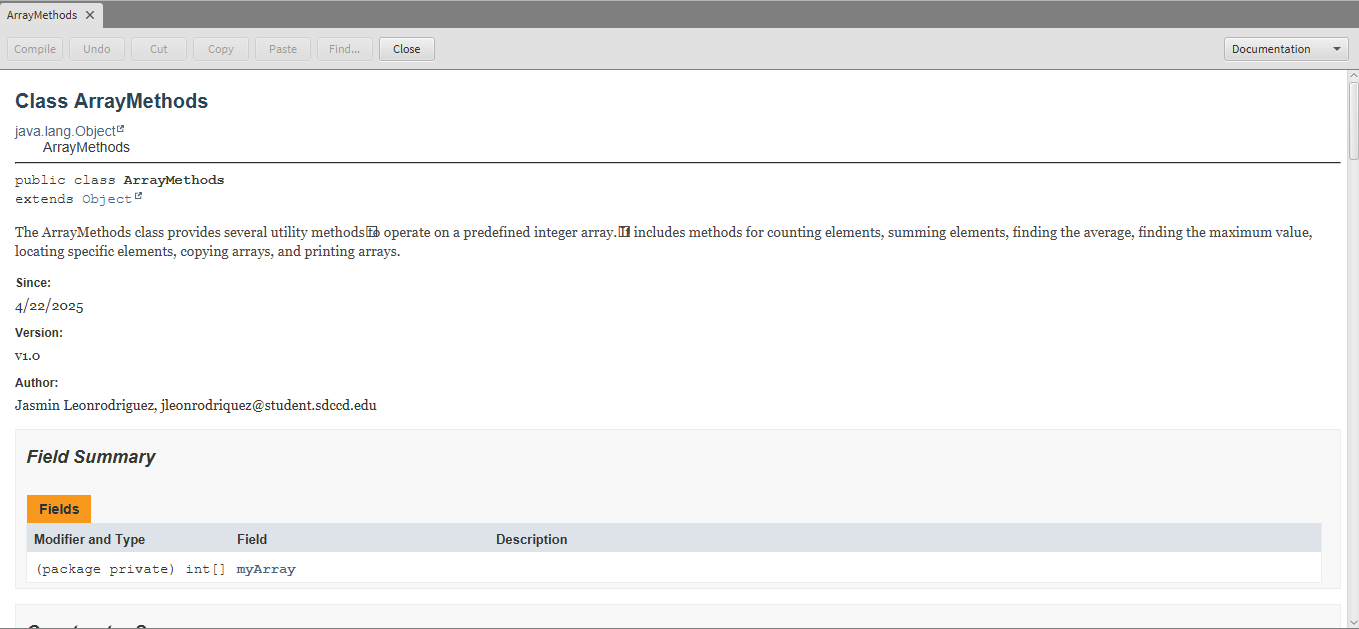 ArrayMethods
Compile Undo Cut Copy Paste Find... Close Documentation
Class ArrayMethods
java.lang.Object
ArrayMethods
public class ArrayMethods
extends Object
The ArrayMethods class provides several utility methods to operate on a predefined integer array. It includes methods for counting elements, summing elements, finding the average, finding the maximum value,
locating specific elements, copying arrays, and printing arrays.
Since:
4/22/2025
Version:
v1.0
Author:
Jasmin Leonrodriguez, jleonrodriquez@student.sdccd.edu
Field Summary
Fields
Modifier and Type Field Description
(package private) int[] myArray